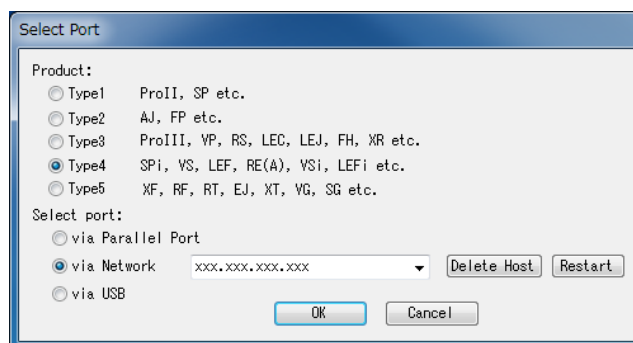 Select Port
Product:
Type1 ProII, SP etc.
Type2 AJ, FP etc.
Type3 ProIII, VP, RS, LEC, LEJ, FH, XR etc.
Type4 SPi, VS, LEF, RE(A), VSi, LEFi etc.
Type5 XF, RF, RT, EJ, XT, VG, SG etc.
Select port:
via Parallel Port
via Network xxx.xxx.xxx.xxx Delete Host Restart
via USB
OK Cancel